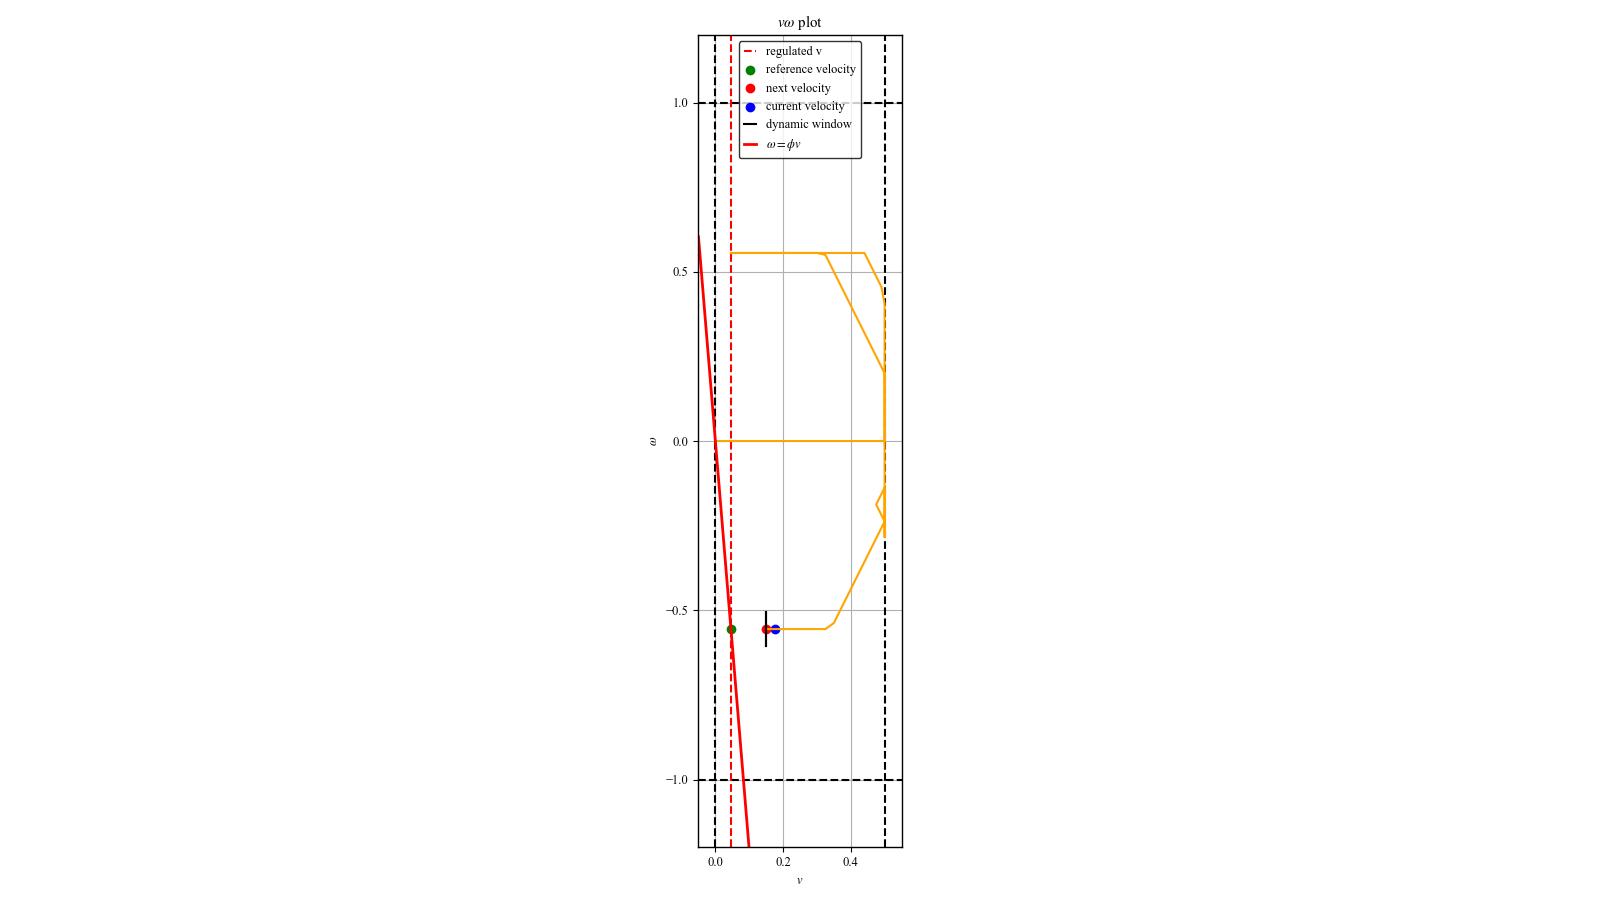 vω plot
regulated v
reference velocity
next velocity
current velocity
dynamic window
ω = ϕv
1.0
0.5
0.0
−0.5
−1.0
ω
0.0 0.2 0.4
v